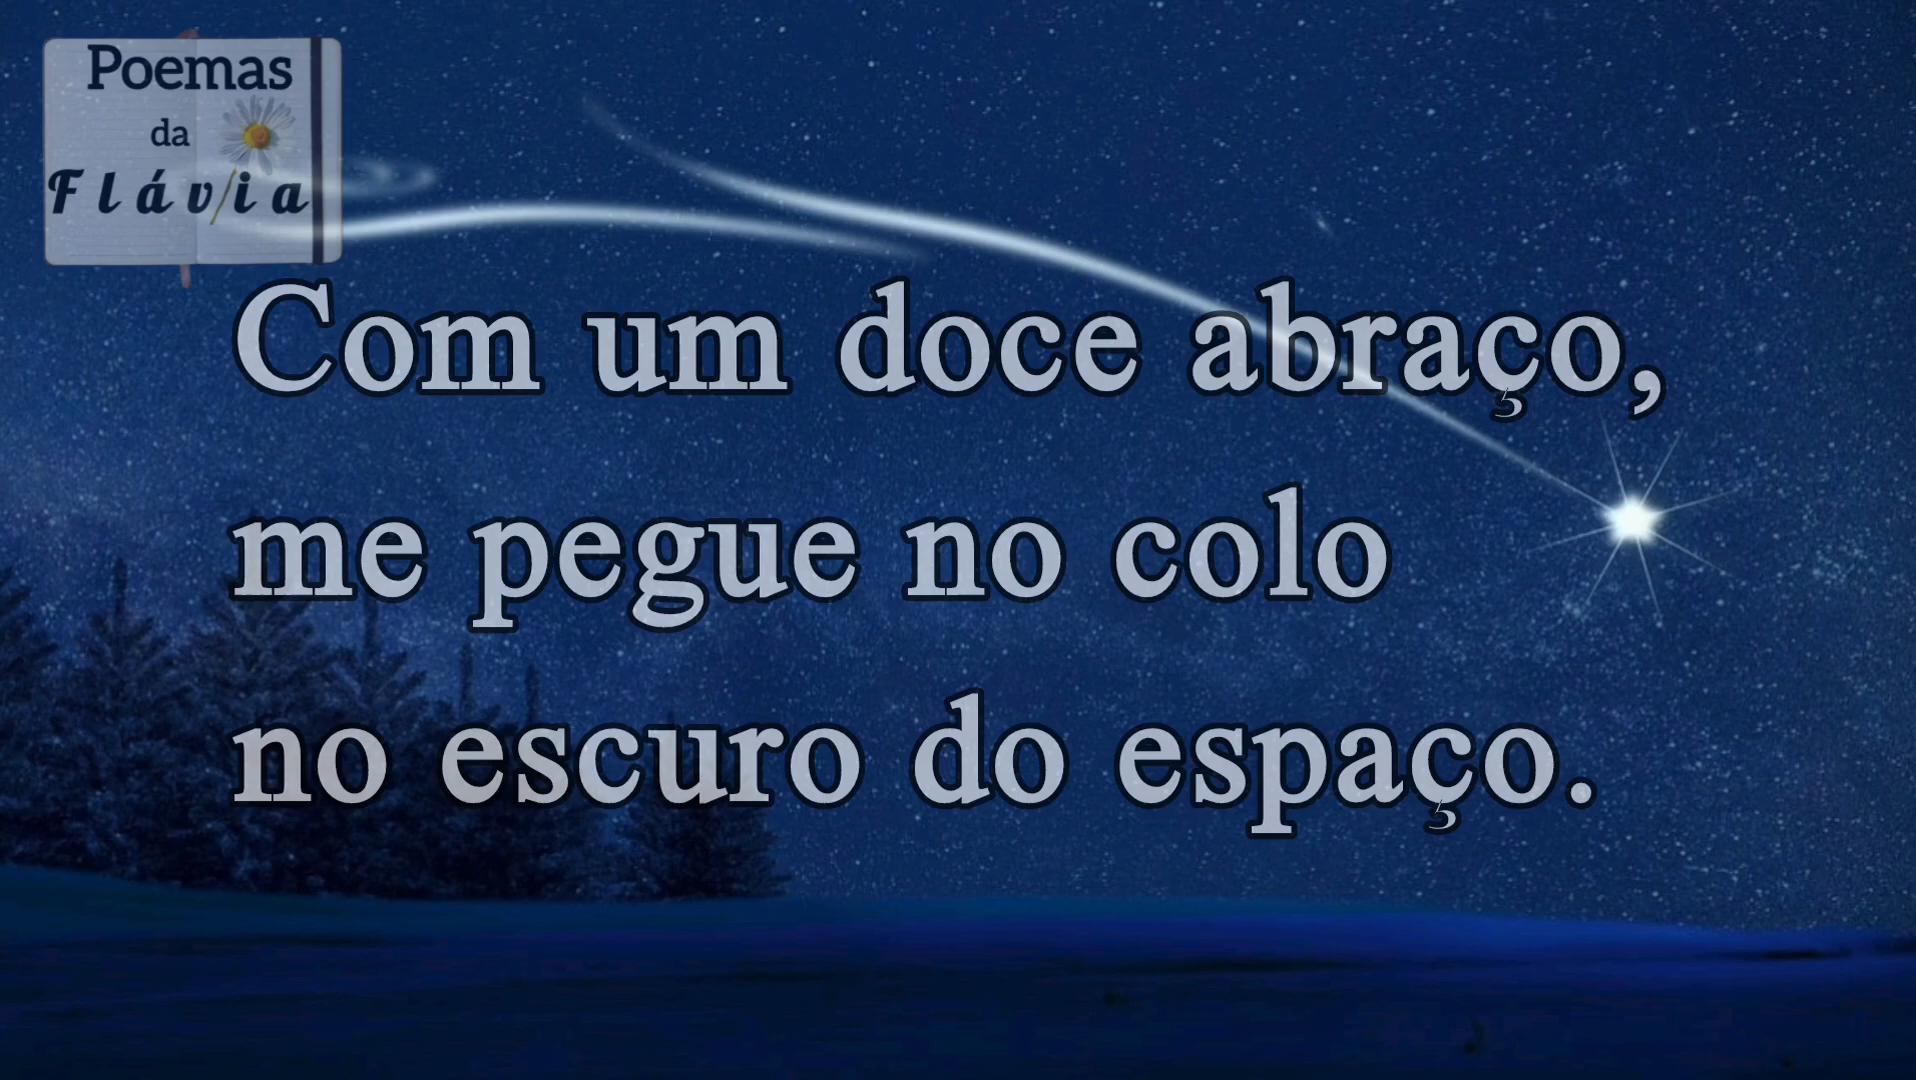 Poemas
da
Flávia
Com um doce abraço,
me pegue no colo
no escuro do espaço.